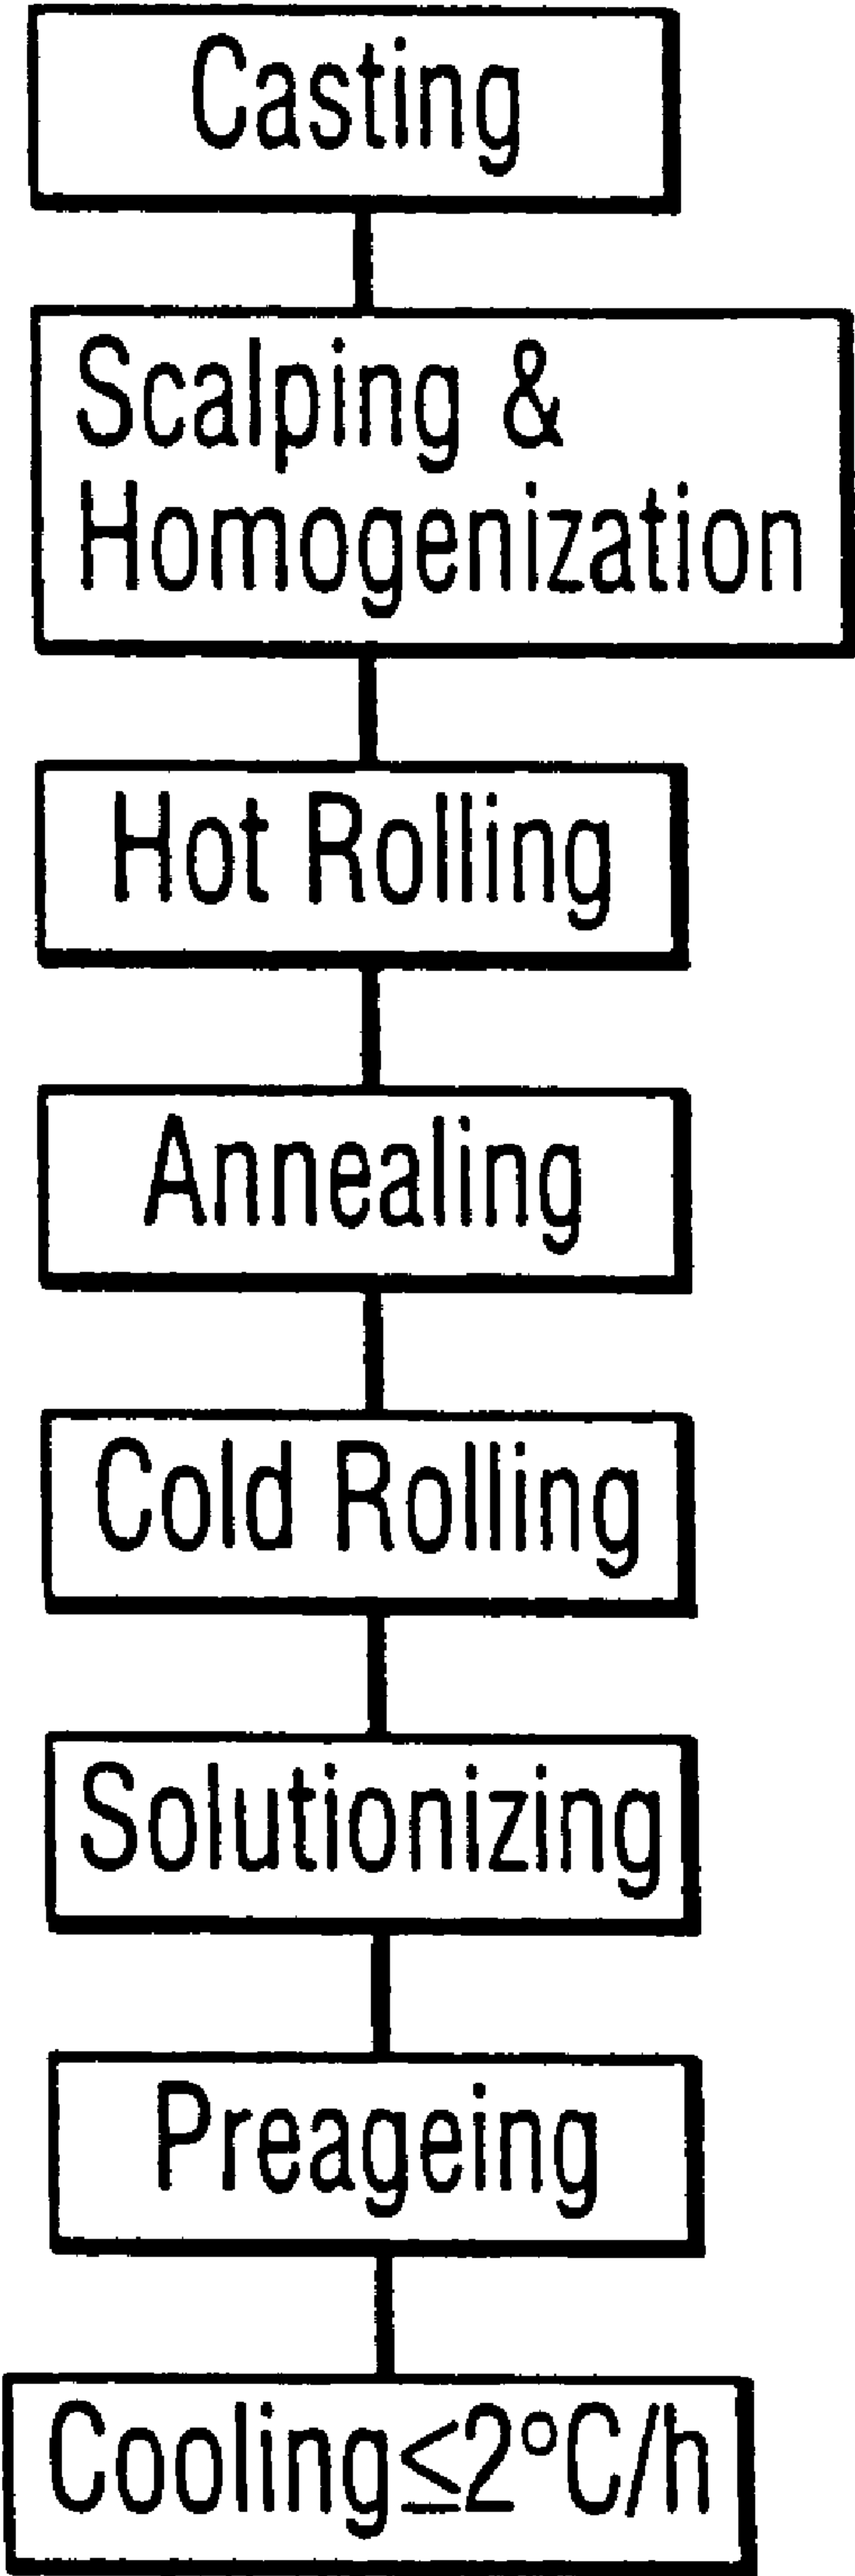 Casting
Scalping &
Homogenization
Hot Rolling
Annealing
Cold Rolling
Solutionizing
Preageing
Cooling≤2°C/h